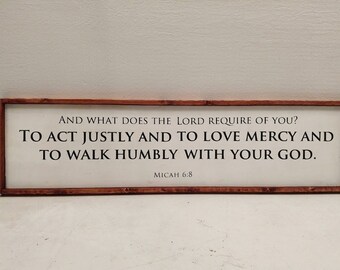 And what does the Lord require of you?
To act justly and to love mercy and
to walk humbly with your God.
Micah 6:8